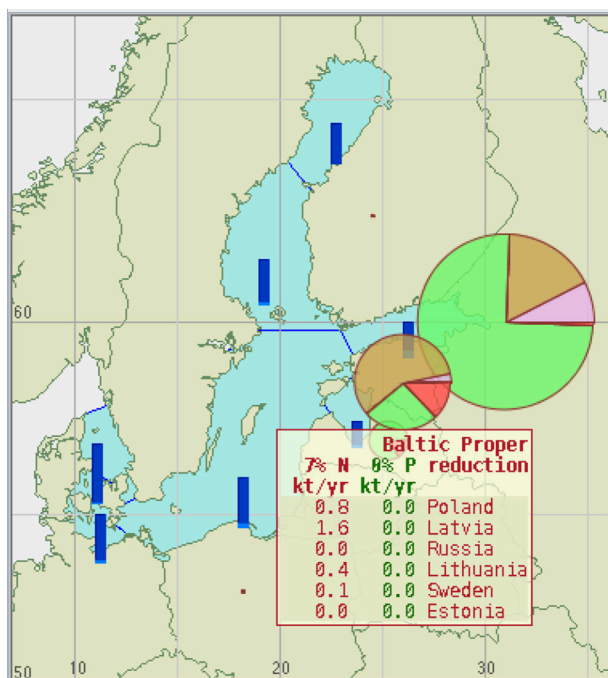 60
Baltic Proper
7% N 0% P reduction
kt/yr kt/yr
0.8 0.0 Poland
1.6 0.0 Latvia
0.0 0.0 Russia
0.4 0.0 Lithuania
0.1 0.0 Sweden
0.0 0.0 Estonia
50 10 20 30